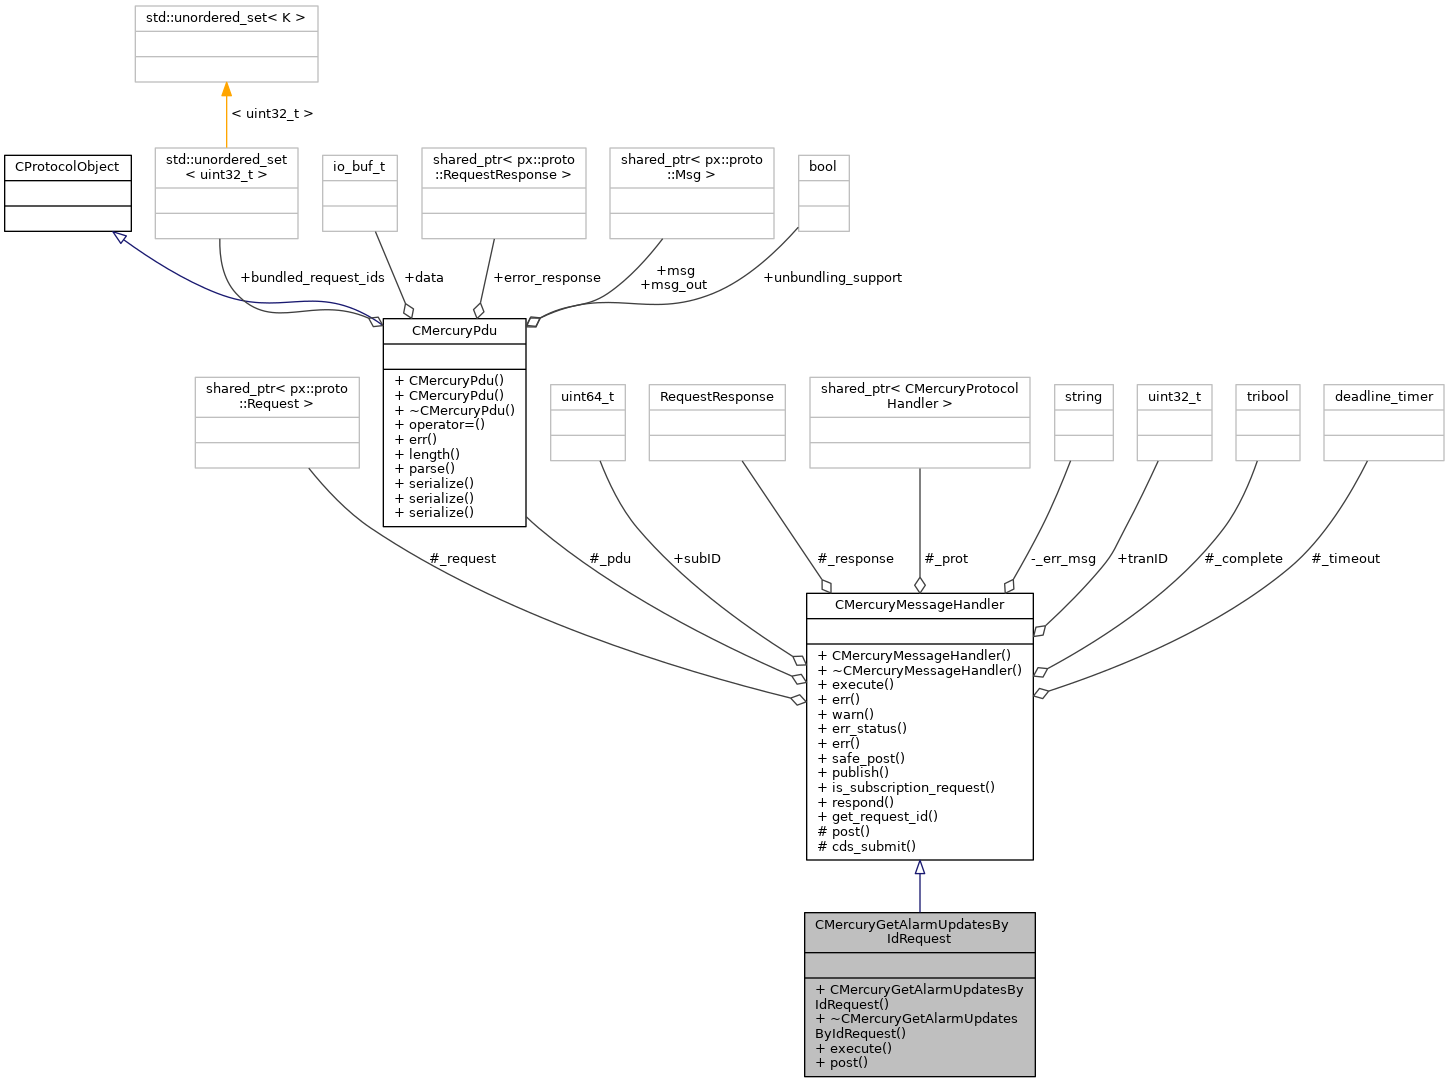 std::unordered_set< K >
< uint32_t >
CProtocolObject
std::unordered_set
< uint32_t >
io_buf_t
shared_ptr< px::proto
::RequestResponse >
shared_ptr< px::proto
::Msg >
bool
+bundled_request_ids
+data
+error_response
+msg
+msg_out
+unbundling_support
CMercuryPdu
+ CMercuryPdu()
+ CMercuryPdu()
+ ~CMercuryPdu()
+ operator=()
+ err()
+ length()
+ parse()
+ serialize()
+ serialize()
+ serialize()
shared_ptr< px::proto
::Request >
uint64_t
RequestResponse
shared_ptr< CMercuryProtocol
Handler >
string
uint32_t
tribool
deadline_timer
#_request
#_pdu
+subID
#_response
#_prot
-_err_msg
+tranID
#_complete
#_timeout
CMercuryMessageHandler
+ CMercuryMessageHandler()
+ ~CMercuryMessageHandler()
+ execute()
+ err()
+ warn()
+ err_status()
+ err()
+ safe_post()
+ publish()
+ is_subscription_request()
+ respond()
+ get_request_id()
# post()
# cds_submit()
CMercuryGetAlarmUpdatesBy
IdRequest
+ CMercuryGetAlarmUpdatesBy
IdRequest()
+ ~CMercuryGetAlarmUpdates
ByIdRequest()
+ execute()
+ post()